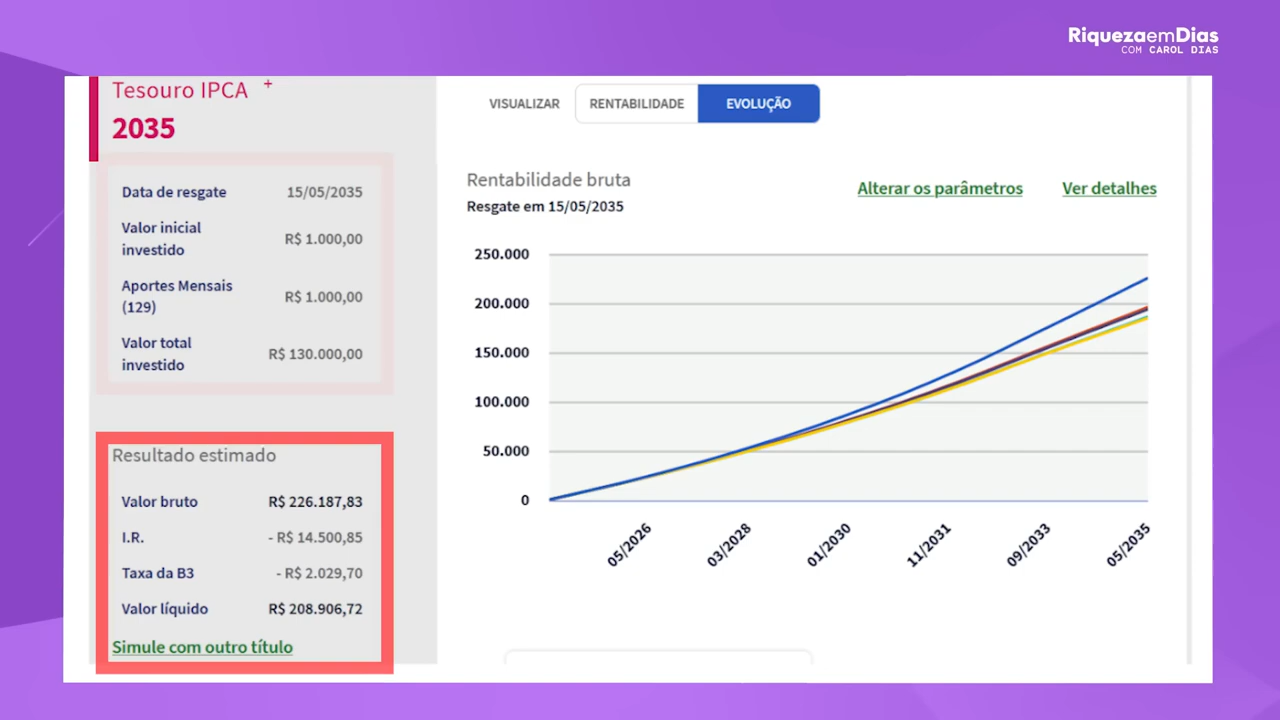 RiquezaemDias
COM CAROL DIAS
Tesouro IPCA +
2035
Data de resgate 15/05/2035
Valor inicial
investido R$ 1.000,00
Aportes Mensais
(129) R$ 1.000,00
Valor total
investido R$ 130.000,00
Resultado estimado
Valor bruto R$ 226.187,83
I.R. - R$ 14.500,85
Taxa da B3 - R$ 2.029,70
Valor líquido R$ 208.906,72
Simule com outro título
VISUALIZAR RENTABILIDADE EVOLUÇÃO
Rentabilidade bruta
Resgate em 15/05/2035
Alterar os parâmetros Ver detalhes
250.000
200.000
150.000
100.000
50.000
0
05/2026 03/2028 01/2030 11/2031 09/2033 05/2035